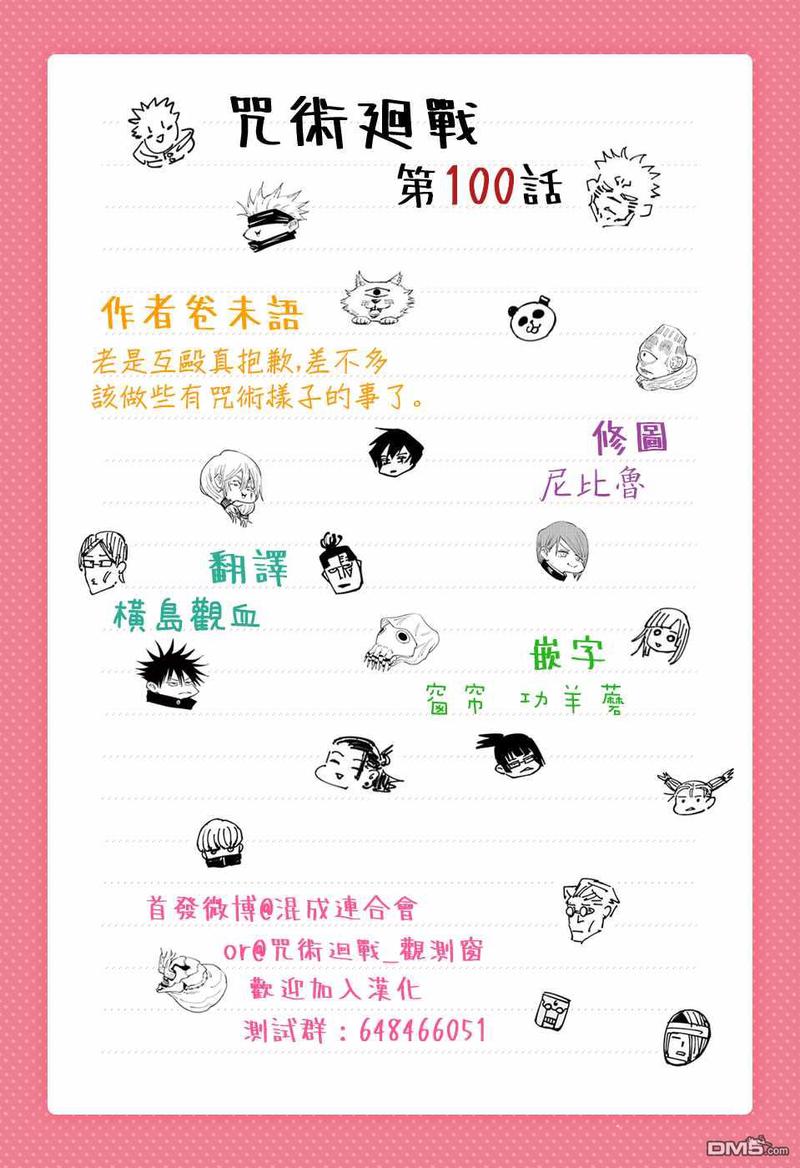 咒術廻戰
第100話
作者卷末語
老是互毆真抱歉,差不多
該做些有咒術樣子的事了。
修圖
尼比魯
翻譯
橫島觀血
嵌字
窗帘 功羊蘑
首發微博@混成連合會
or@咒術迴戰_觀測窗
歡迎加入漢化
測試群：648466051
DM5.com